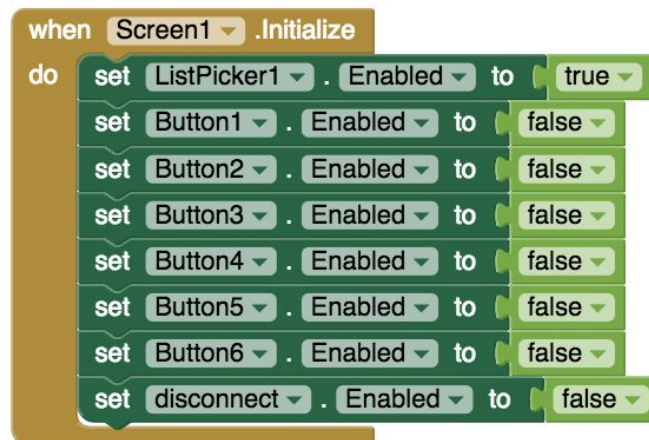 when Screen1 .Initialize
do set ListPicker1 . Enabled to true
set Button1 . Enabled to false
set Button2 . Enabled to false
set Button3 . Enabled to false
set Button4 . Enabled to false
set Button5 . Enabled to false
set Button6 . Enabled to false
set disconnect . Enabled to false